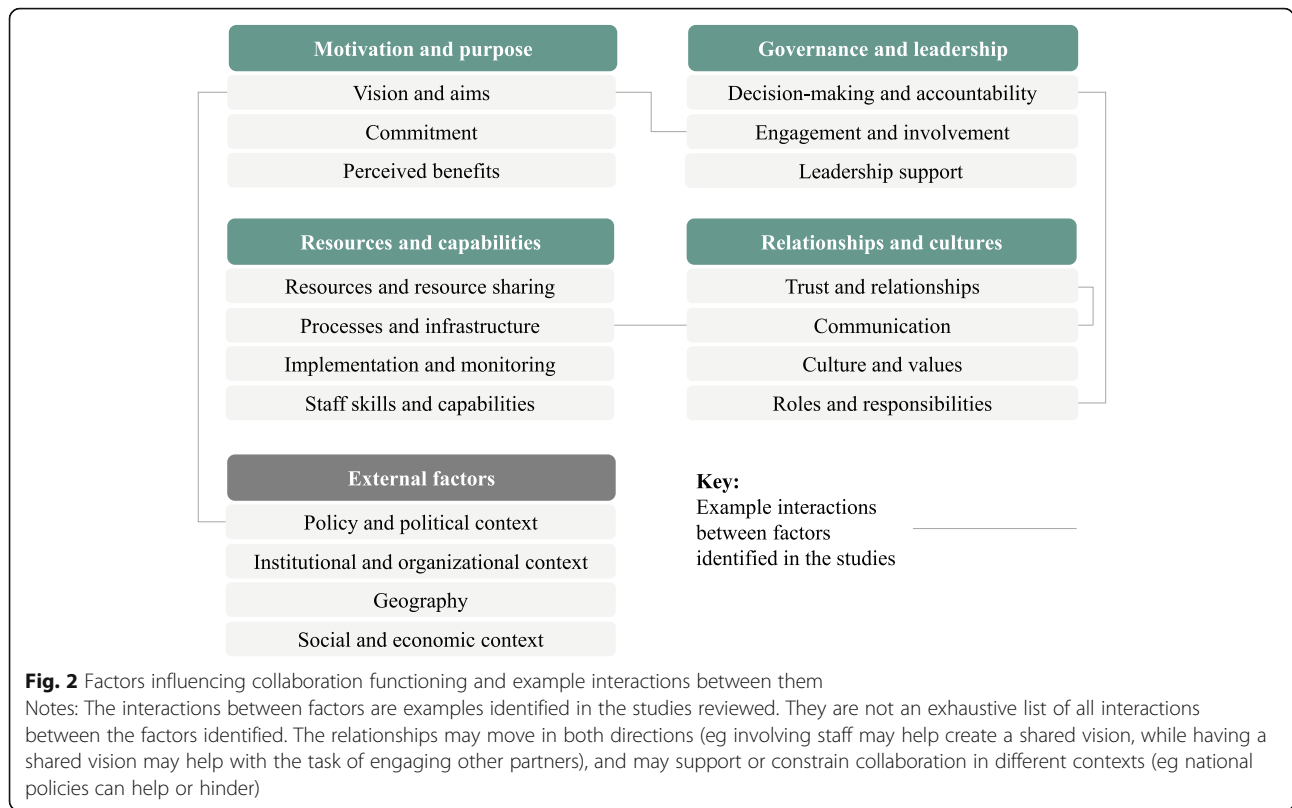 Motivation and purpose
Vision and aims
Commitment
Perceived benefits
Governance and leadership
Decision-making and accountability
Engagement and involvement
Leadership support
Resources and capabilities
Resources and resource sharing
Processes and infrastructure
Implementation and monitoring
Staff skills and capabilities
Relationships and cultures
Trust and relationships
Communication
Culture and values
Roles and responsibilities
External factors
Policy and political context
Institutional and organizational context
Geography
Social and economic context
Key:
Example interactions
between factors
identified in the studies
Fig. 2 Factors influencing collaboration functioning and example interactions between them
Notes: The interactions between factors are examples identified in the studies reviewed. They are not an exhaustive list of all interactions
between the factors identified. The relationships may move in both directions (eg involving staff may help create a shared vision, while having a
shared vision may help with the task of engaging other partners), and may support or constrain collaboration in different contexts (eg national
policies can help or hinder)